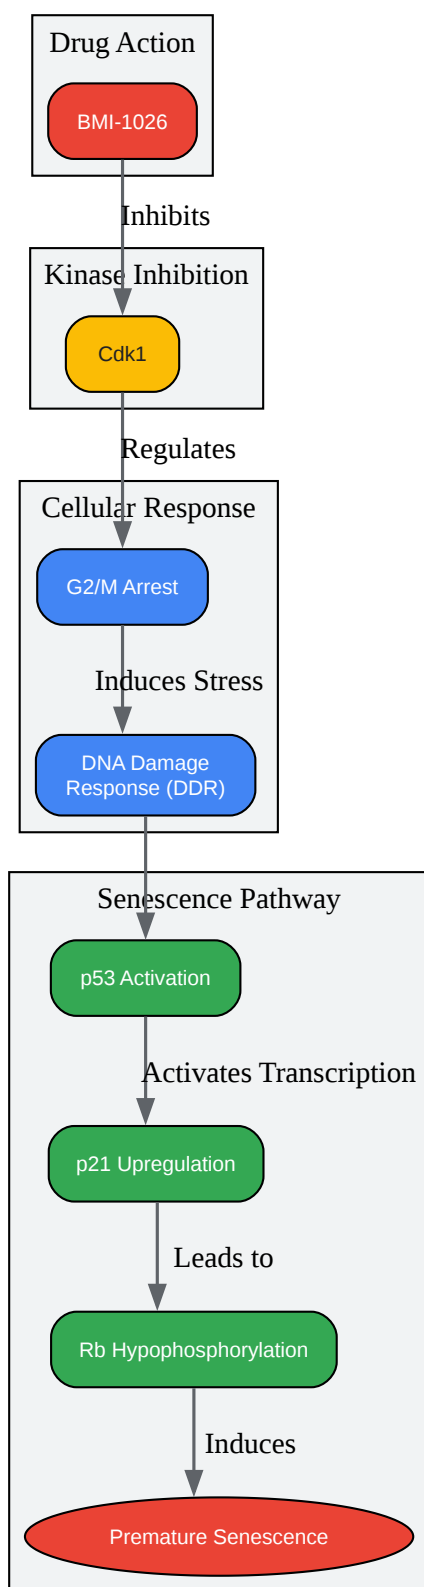 Drug Action
BMI-1026
Inhibits
Kinase Inhibition
Cdk1
Regulates
Cellular Response
G2/M Arrest
Induces Stress
DNA Damage
Response (DDR)
Senescence Pathway
p53 Activation
Activates Transcription
p21 Upregulation
Leads to
Rb Hypophosphorylation
Induces
Premature Senescence